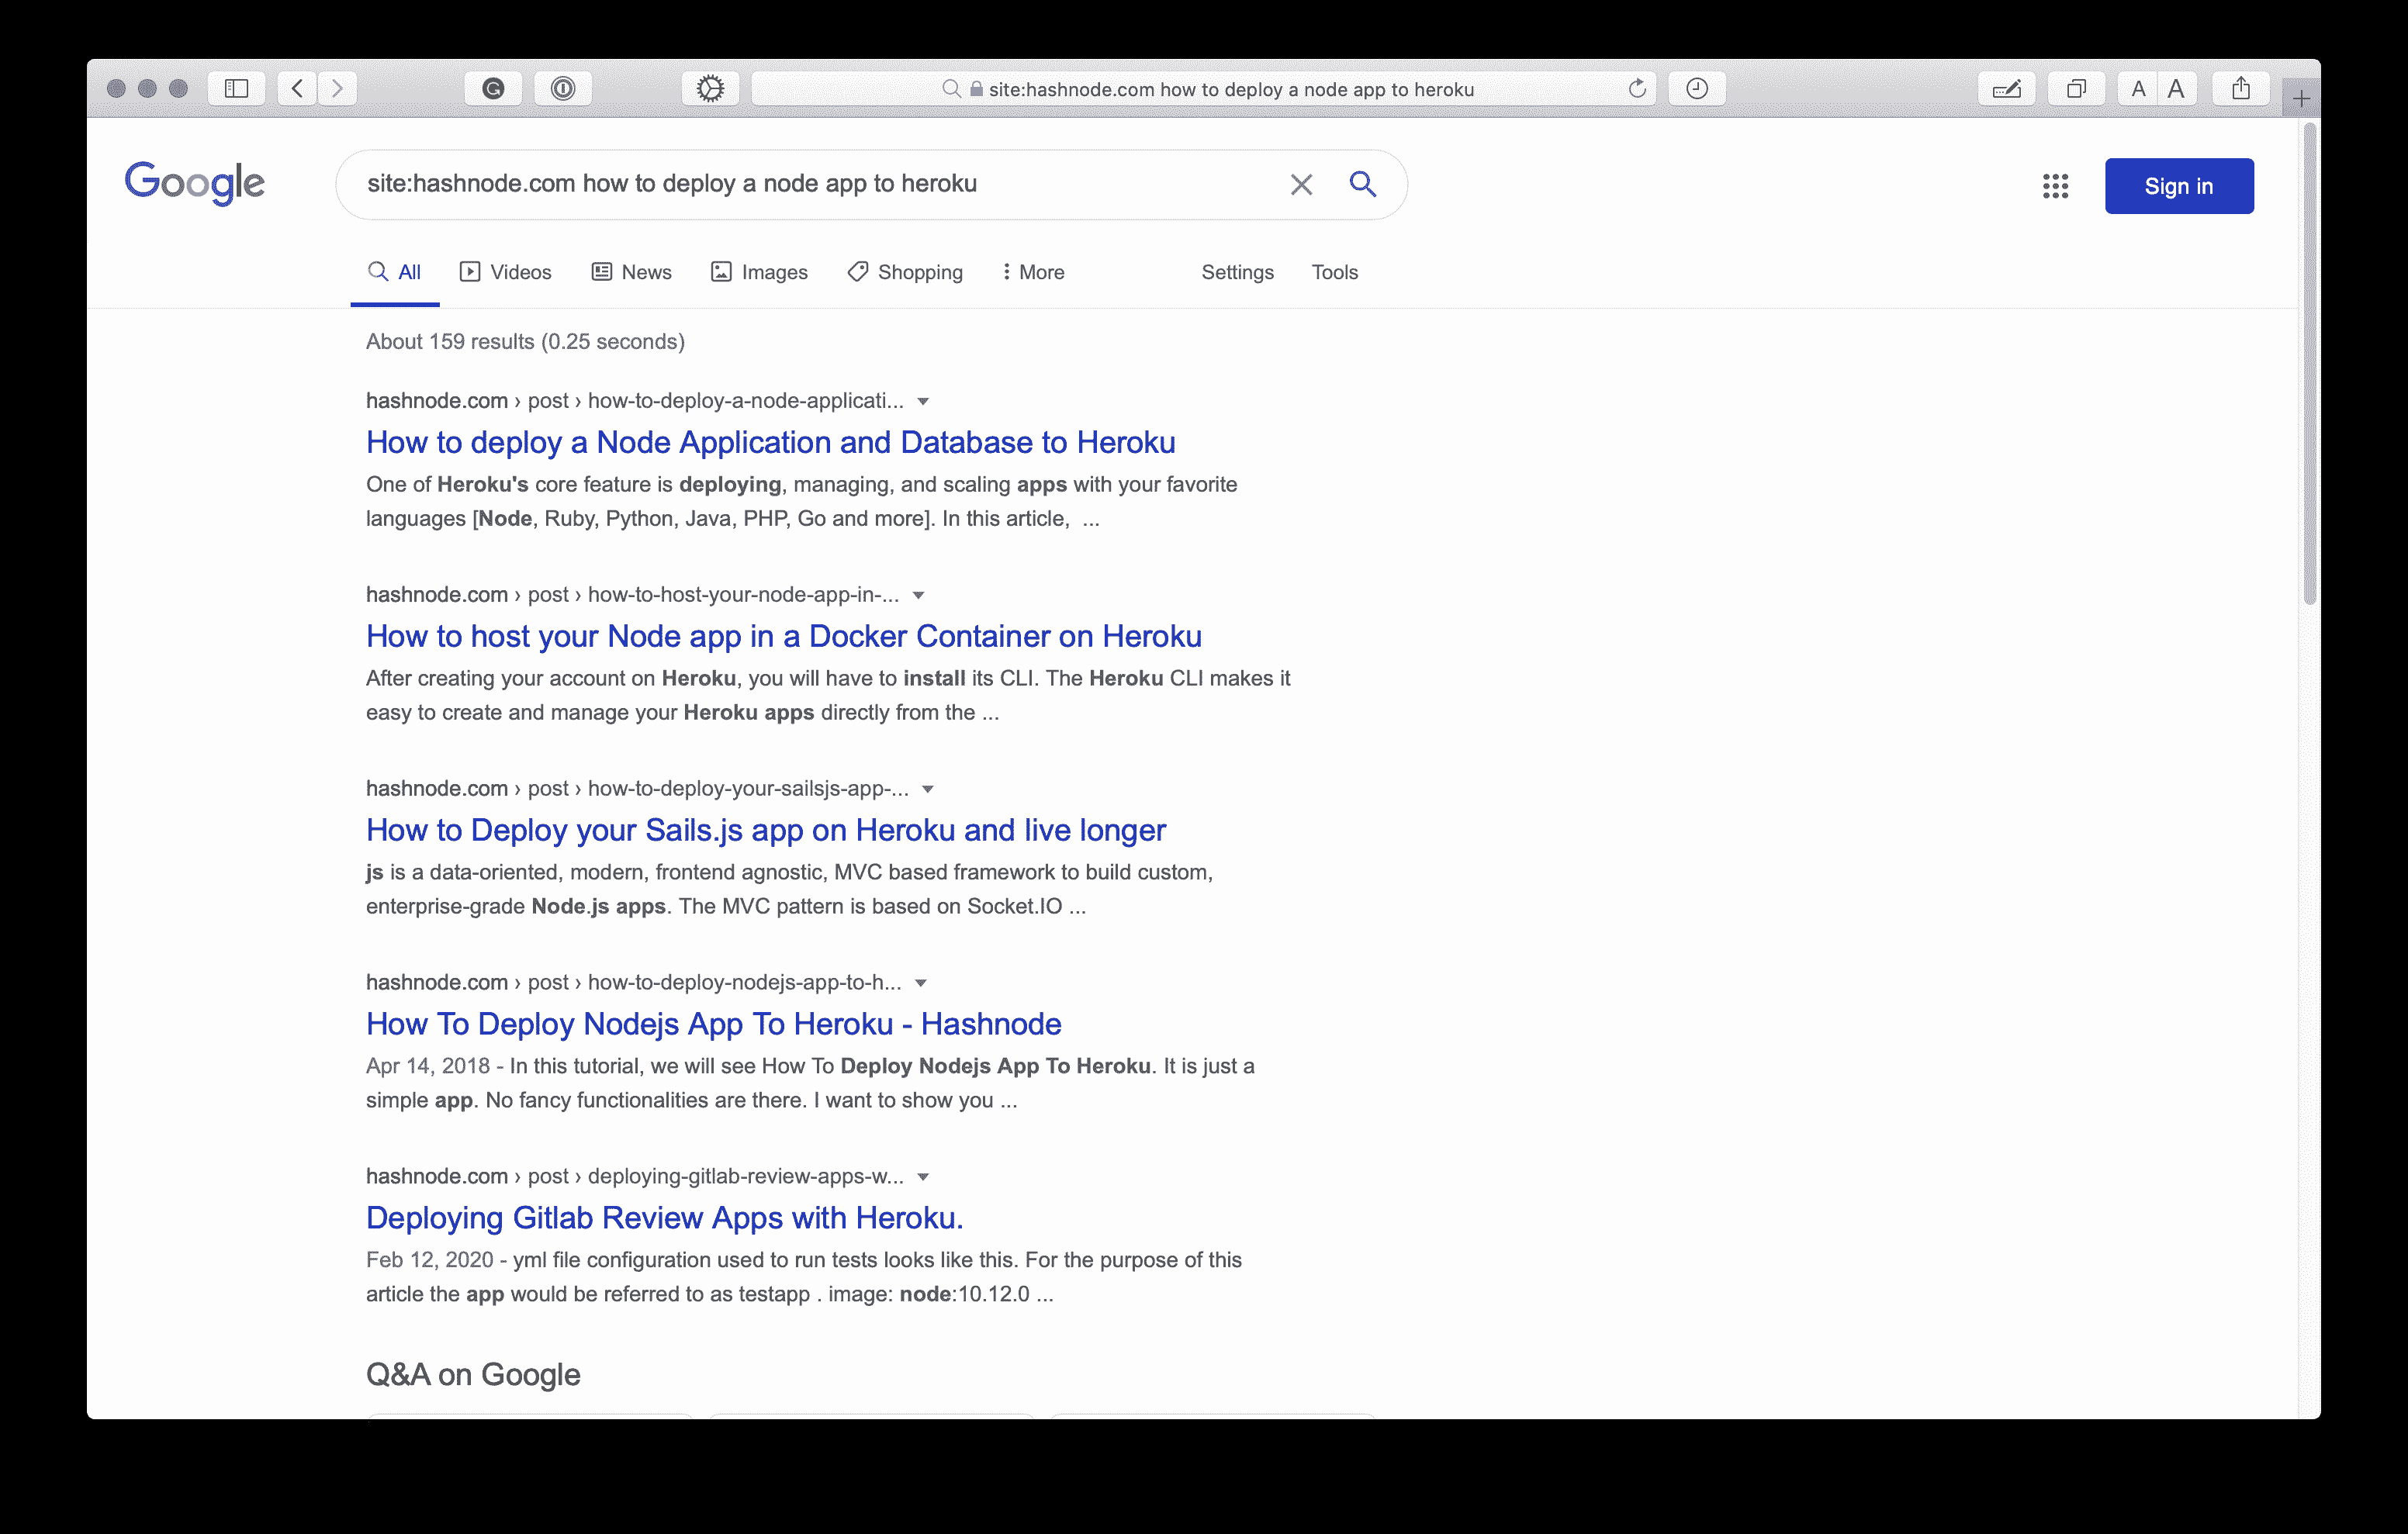 site:hashnode.com how to deploy a node app to heroku
A A
Google
site:hashnode.com how to deploy a node app to heroku
Sign in
All Videos News Images Shopping More Settings Tools
About 159 results (0.25 seconds)
hashnode.com › post › how-to-deploy-a-node-applicati...
How to deploy a Node Application and Database to Heroku
One of Heroku's core feature is deploying, managing, and scaling apps with your favorite
languages [Node, Ruby, Python, Java, PHP, Go and more]. In this article, ...
hashnode.com › post › how-to-host-your-node-app-in-...
How to host your Node app in a Docker Container on Heroku
After creating your account on Heroku, you will have to install its CLI. The Heroku CLI makes it
easy to create and manage your Heroku apps directly from the ...
hashnode.com › post › how-to-deploy-your-sailsjs-app-...
How to Deploy your Sails.js app on Heroku and live longer
js is a data-oriented, modern, frontend agnostic, MVC based framework to build custom,
enterprise-grade Node.js apps. The MVC pattern is based on Socket.IO ...
hashnode.com › post › how-to-deploy-nodejs-app-to-h...
How To Deploy Nodejs App To Heroku - Hashnode
Apr 14, 2018 - In this tutorial, we will see How To Deploy Nodejs App To Heroku. It is just a
simple app. No fancy functionalities are there. I want to show you ...
hashnode.com › post › deploying-gitlab-review-apps-w...
Deploying Gitlab Review Apps with Heroku.
Feb 12, 2020 - yml file configuration used to run tests looks like this. For the purpose of this
article the app would be referred to as testapp . image: node:10.12.0 ...
Q&A on Google